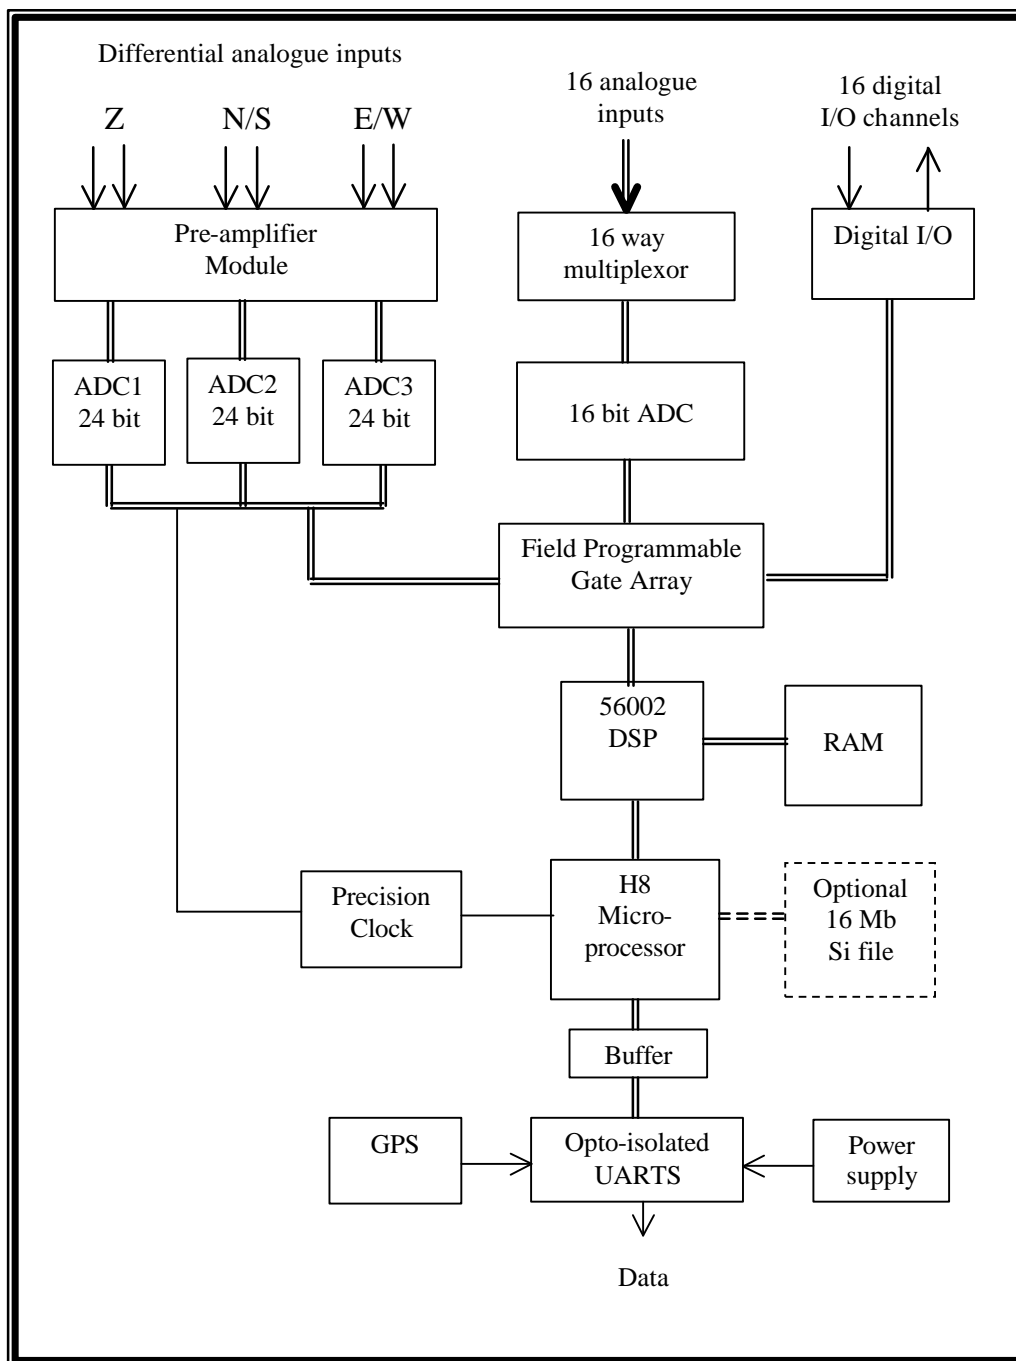 Differential analogue inputs
Z
N/S
E/W
16 analogue
inputs
16 digital
I/O channels
Pre-amplifier
Module
16 way
multiplexor
Digital I/O
ADC1
24 bit
ADC2
24 bit
ADC3
24 bit
16 bit ADC
Field Programmable
Gate Array
56002
DSP
RAM
Precision
Clock
H8
Micro-
processor
Optional
16 Mb
Si file
Buffer
GPS
Opto-isolated
UARTS
Power
supply
Data